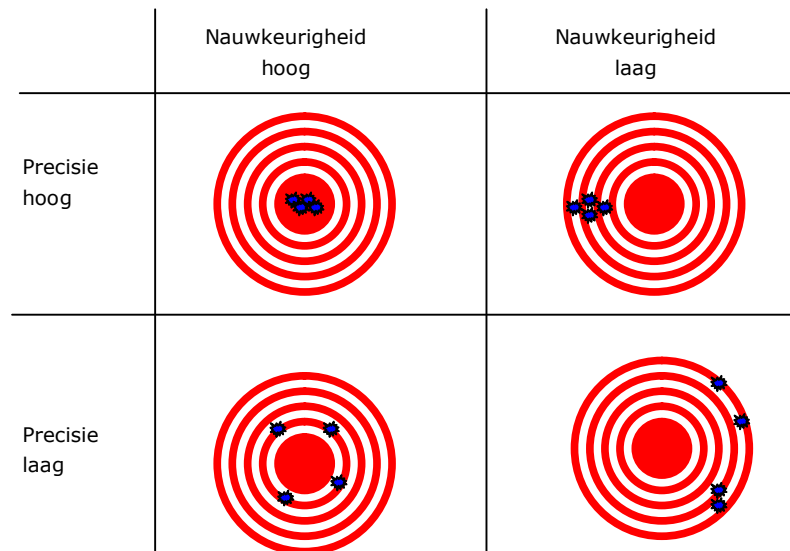 Nauwkeurigheid
hoog
Nauwkeurigheid
laag
Precisie
hoog
Precisie
laag